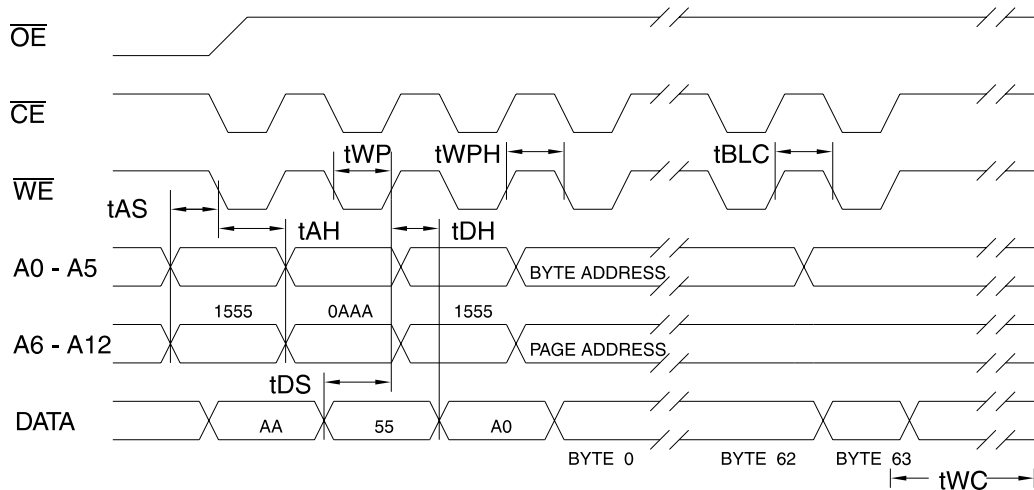 OE
CE
tWP tWPH tBLC
WE
tAS
tAH tDH
A0 - A5 BYTE ADDRESS
1555 0AAA 1555
A6 - A12 PAGE ADDRESS
tDS
DATA AA 55 A0
BYTE 0 BYTE 62 BYTE 63
tWC